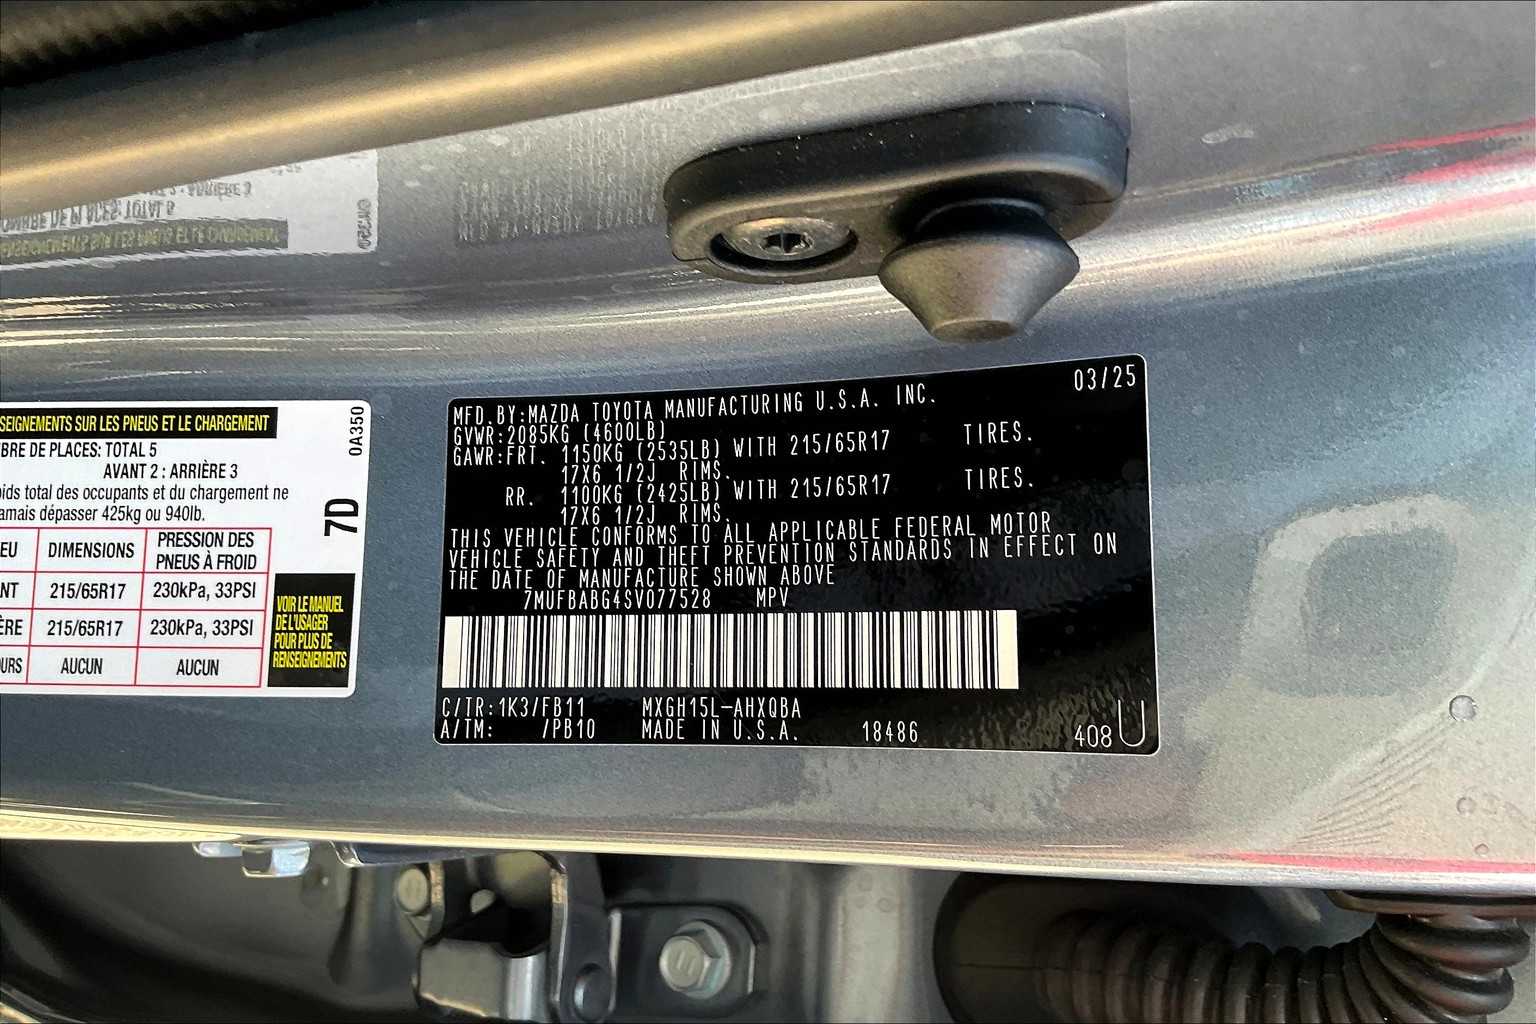 SEIGNEMENTS SUR LES PNEUS ET LE CHARGEMENT
BRE DE PLACES: TOTAL 5
AVANT 2 : ARRIÈRE 3
oids total des occupants et du chargement ne
amais dépasser 425kg ou 940lb.
EU DIMENSIONS PRESSION DES PNEUS À FROID
NT 215/65R17 230kPa, 33PSI
ÈRE 215/65R17 230kPa, 33PSI
OURS AUCUN AUCUN
0A350
7D
VOIR LE MANUEL
DE L'USAGER
POUR PLUS DE
RENSEIGNEMENTS
03/25
MFD.BY:MAZDA TOYOTA MANUFACTURING U.S.A. INC.
GVWR:2085KG (4600LB)
GAWR:FRT. 1150KG (2535LB) WITH 215/65R17 TIRES.
17X6 1/2J RIMS.
RR. 1100KG (2425LB) WITH 215/65R17 TIRES.
17X6 1/2J RIMS.
THIS VEHICLE CONFORMS TO ALL APPLICABLE FEDERAL MOTOR
VEHICLE SAFETY AND THEFT PREVENTION STANDARDS IN EFFECT ON
THE DATE OF MANUFACTURE SHOWN ABOVE
7MUFBABG4SV077528 MPV
C/TR:1K3/FB11 MXGH15L-AHXQBA
A/TM: /PB10 MADE IN U.S.A. 18486 408U